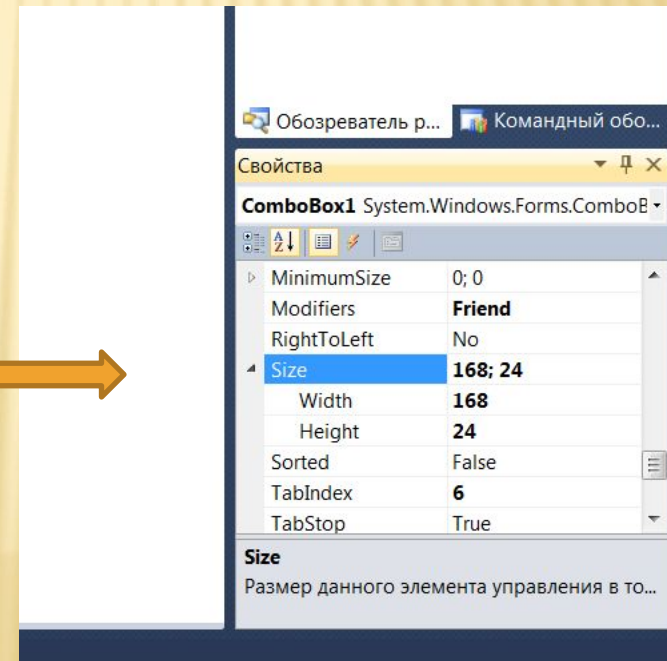 Обозреватель р... Командный обо...
Свойства
ComboBox1 System.Windows.Forms.ComboB
MinimumSize 0; 0
Modifiers Friend
RightToLeft No
Size 168; 24
Width 168
Height 24
Sorted False
TabIndex 6
TabStop True
Size
Размер данного элемента управления в то...